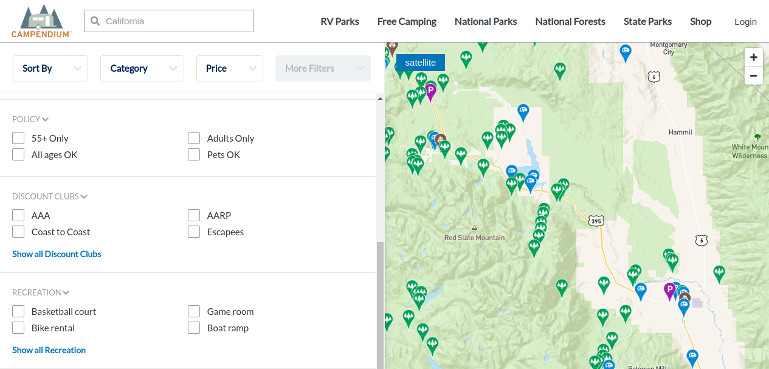 CAMPENDIUM
California
RV Parks Free Camping National Parks National Forests State Parks Shop Login
Sort By Category Price More Filters
satellite
+
−
POLICY
55+ Only Adults Only
All ages OK Pets OK
DISCOUNT CLUBS
AAA AARP
Coast to Coast Escapees
Show all Discount Clubs
RECREATION
Basketball court Game room
Bike rental Boat ramp
Show all Recreation
Montgomery
City
6
Hammil
White Moun
Wilderness
P
395
6
Red Slate Mountain
P